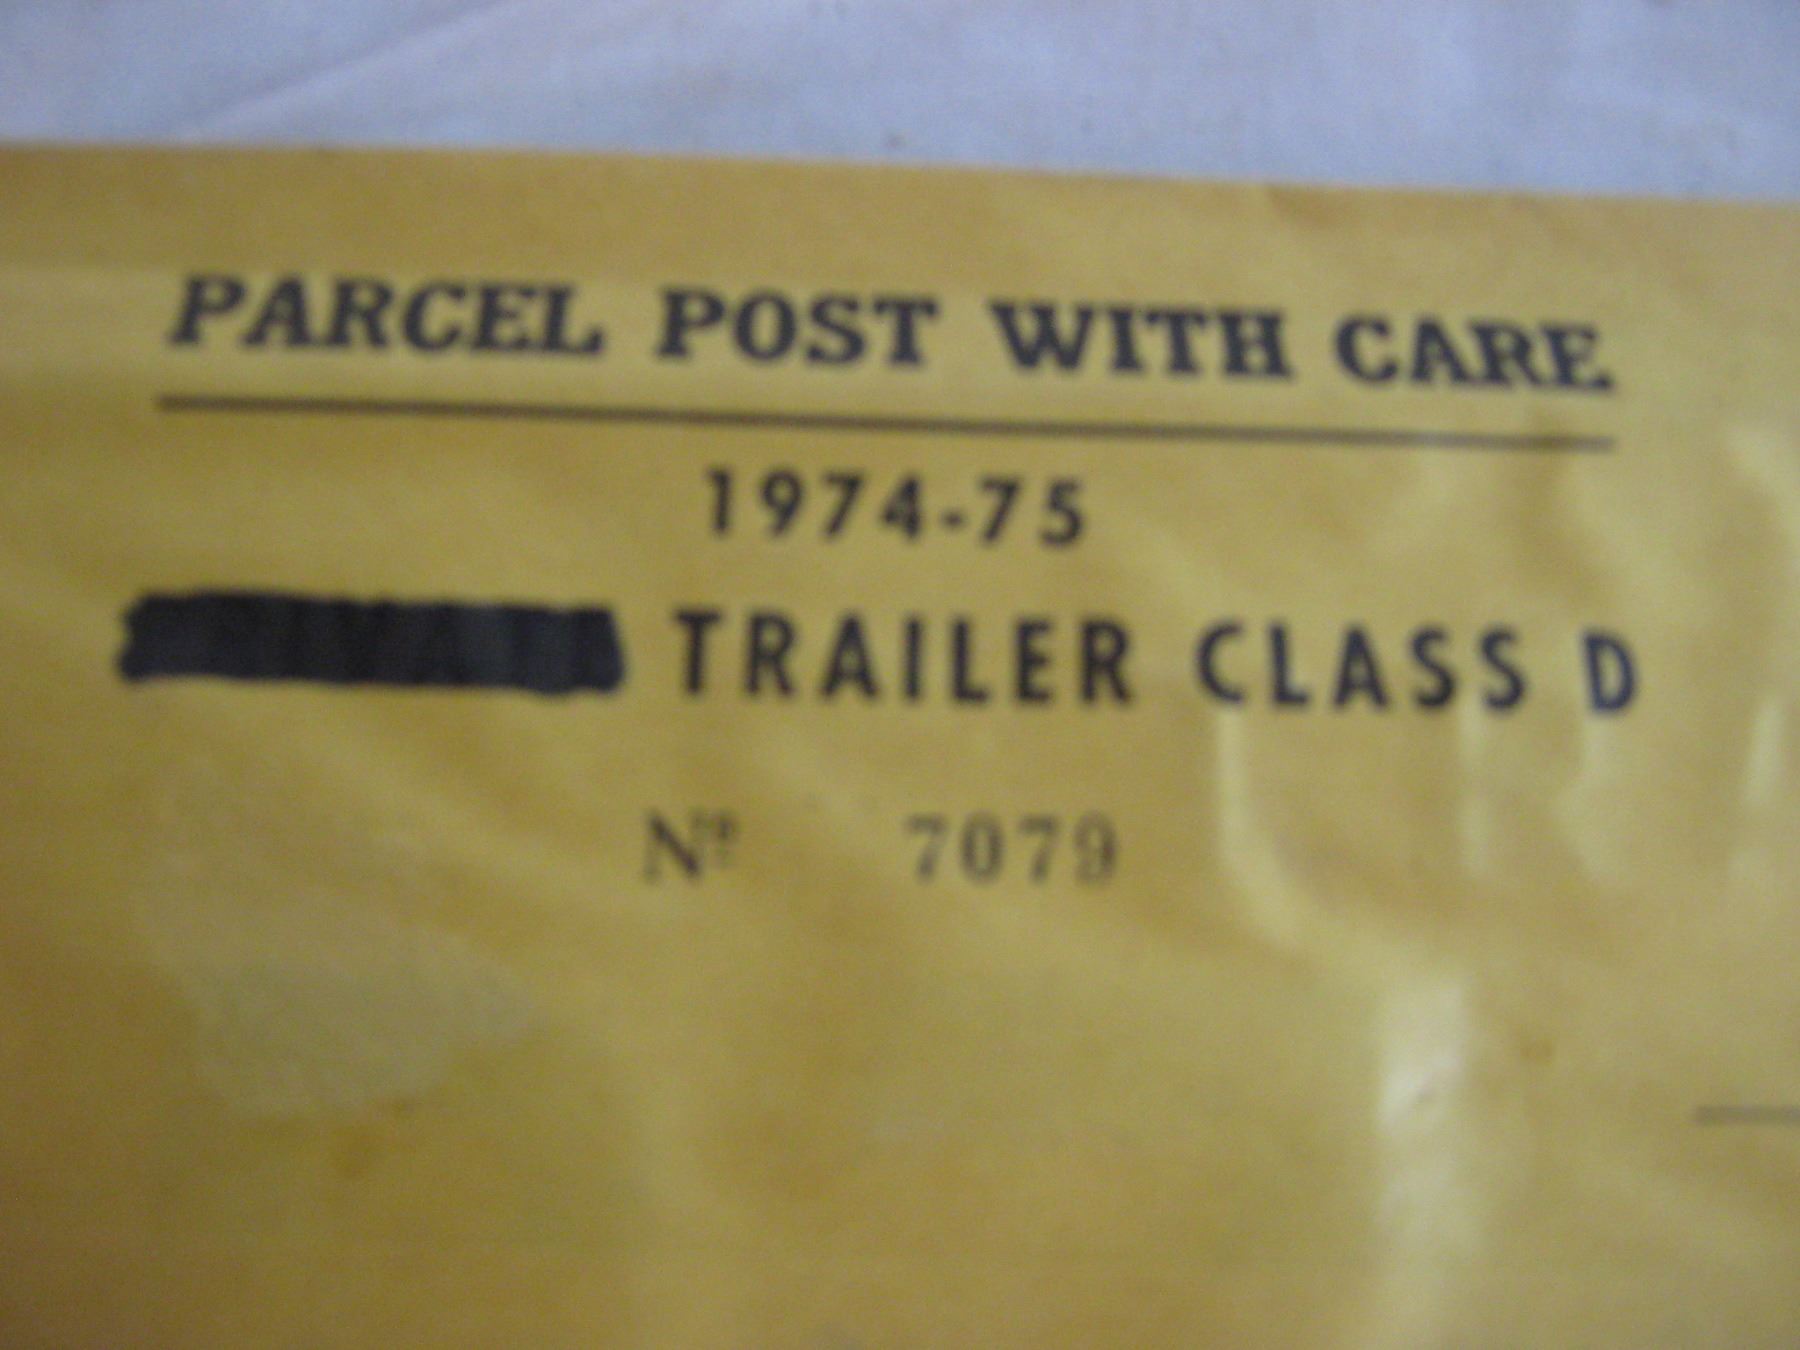 PARCEL POST WITH CARE
1974-75
TRAILER CLASS D
Nº 7079